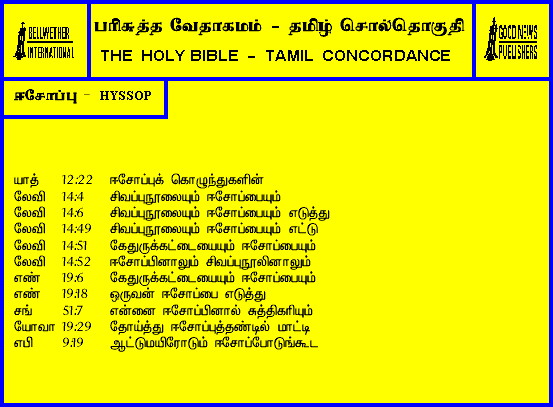 BELLWETHER
INTERNATIONAL
பரிசுத்த வேதாகமம் - தமிழ் சொல்தொகுதி
THE HOLY BIBLE - TAMIL CONCORDANCE
GOOD NEWS
PUBLISHERS
ஈசோப்பு - HYSSOP
யாத் 12:22 ஈசோப்புக் கொழுந்துகளின்
லேவி 14:4 சிவப்புநூலையும் ஈசோப்பையும்
லேவி 14:6 சிவப்புநூலையும் ஈசோப்பையும் எடுத்து
லேவி 14:49 சிவப்புநூலையும் ஈசோப்பையும் எட்டு
லேவி 14:51 கேதுருக்கட்டையையும் ஈசோப்பையும்
லேவி 14:52 ஈசோப்பினாலும் சிவப்புநூலினாலும்
எண் 19:6 கேதுருக்கட்டையையும் ஈசோப்பையும்
எண் 19:18 ஒருவன் ஈசோப்பை எடுத்து
சங் 51:7 என்னை ஈசோப்பினால் சுத்திகரியும்
யோவா 19:29 தோய்த்து ஈசோப்புத்தண்டில் மாட்டி
எபி 9:19 ஆட்டுமயிரோடும் ஈசோப்போடுங்கூட